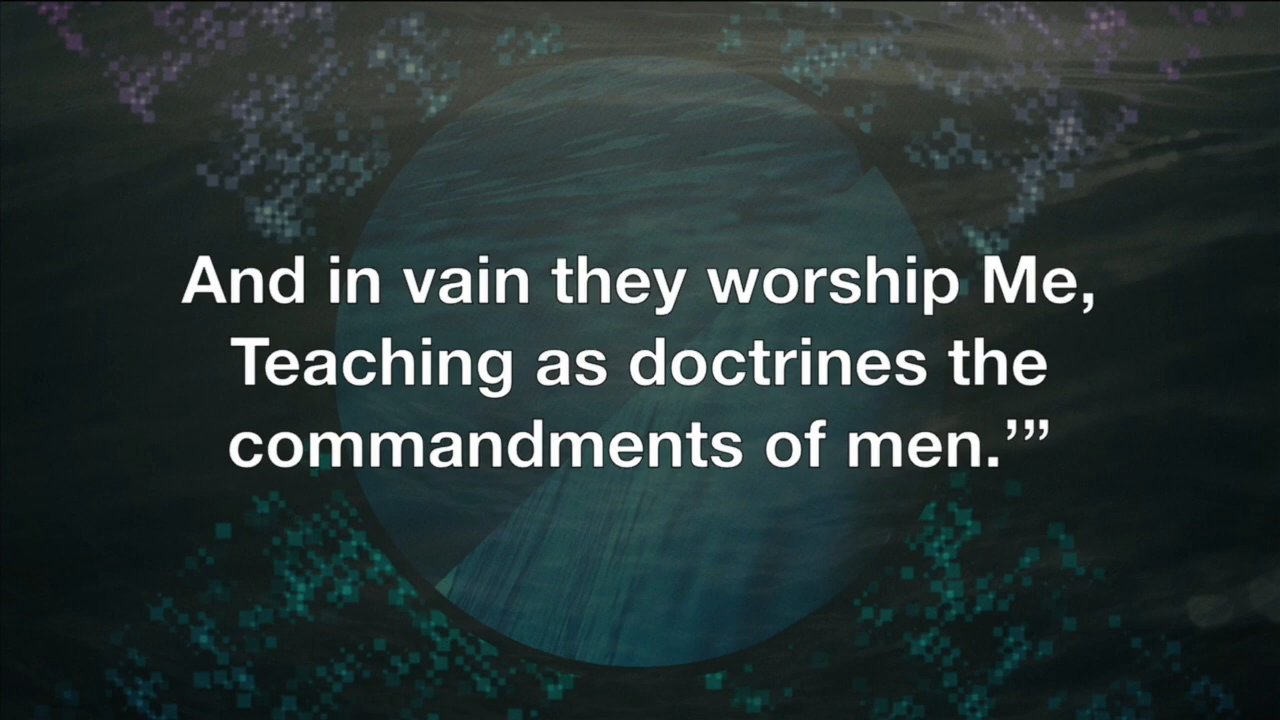 And in vain they worship Me,
Teaching as doctrines the
commandments of men.’”